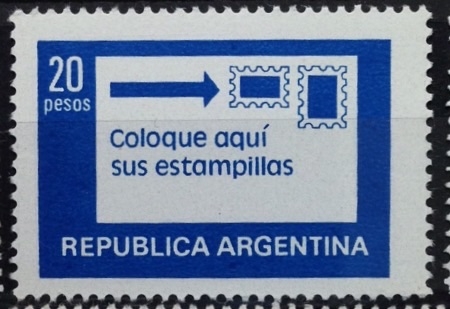 20
pesos
Coloque aquí
sus estampillas
REPUBLICA ARGENTINA